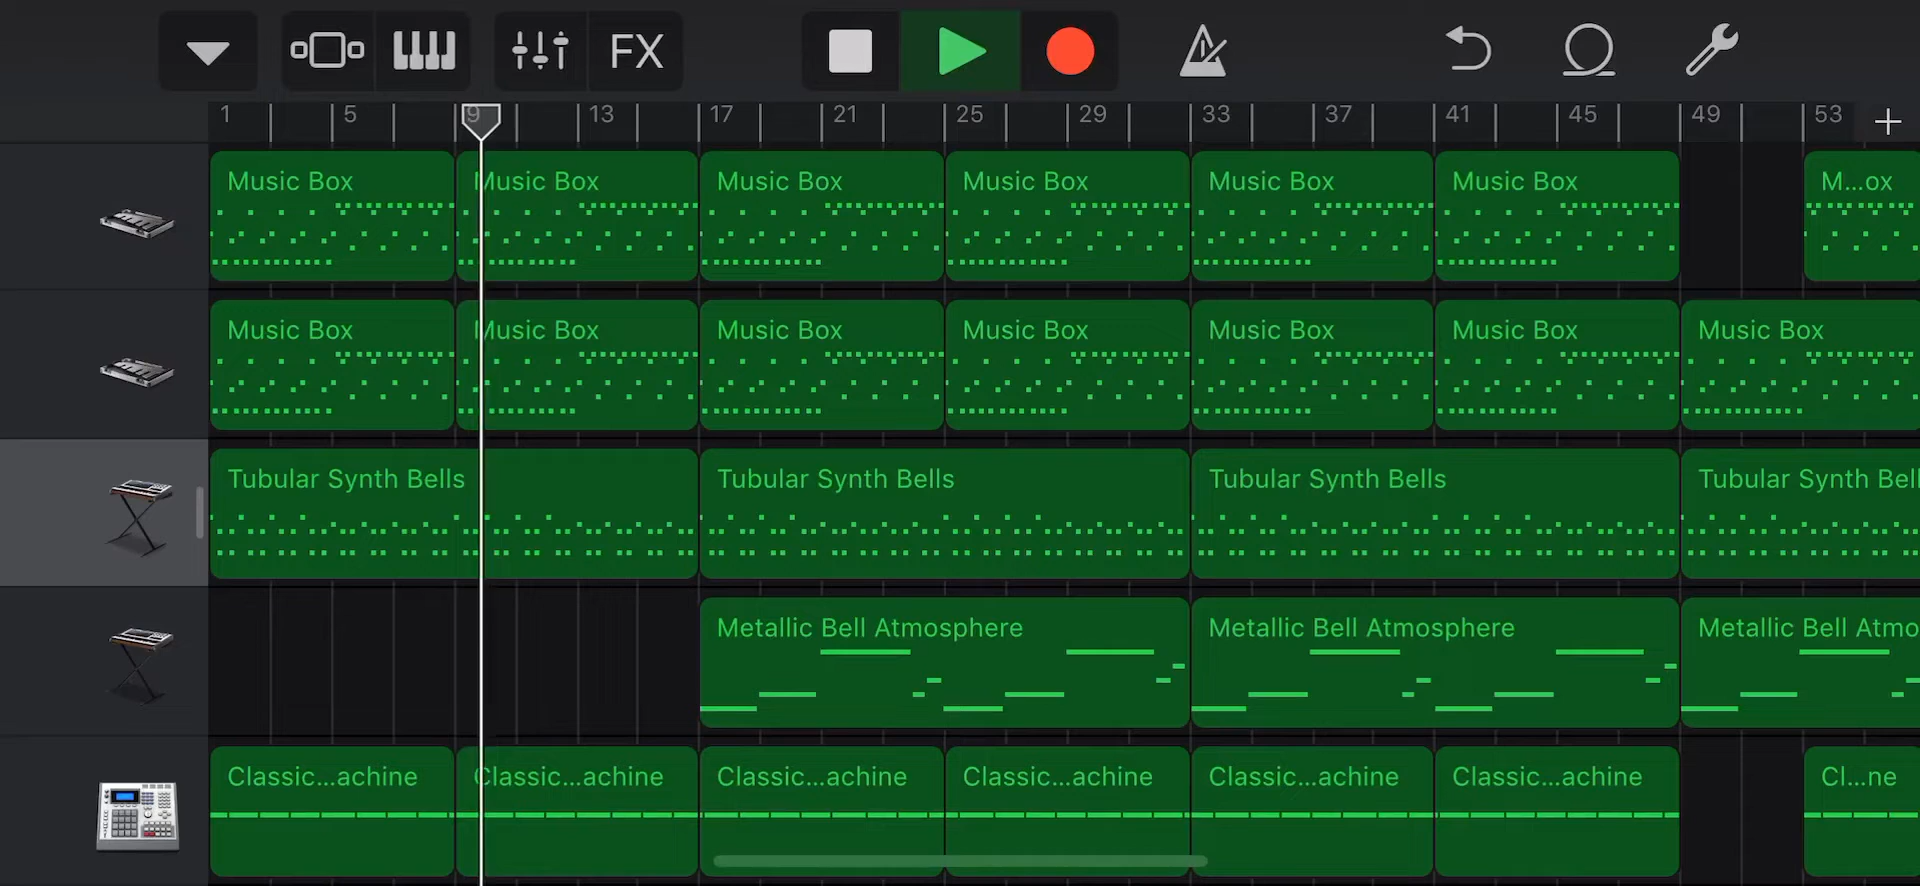 FX
1 5 9 13 17 21 25 29 33 37 41 45 49 53
Music Box Music Box Music Box Music Box Music Box Music Box M...ox
Music Box Music Box Music Box Music Box Music Box Music Box Music Box
Tubular Synth Bells Tubular Synth Bells Tubular Synth Bells Tubular Synth Bell
Metallic Bell Atmosphere Metallic Bell Atmosphere Metallic Bell Atmo
Classic...achine Classic...achine Classic...achine Classic...achine Classic...achine Classic...achine Cl...ne